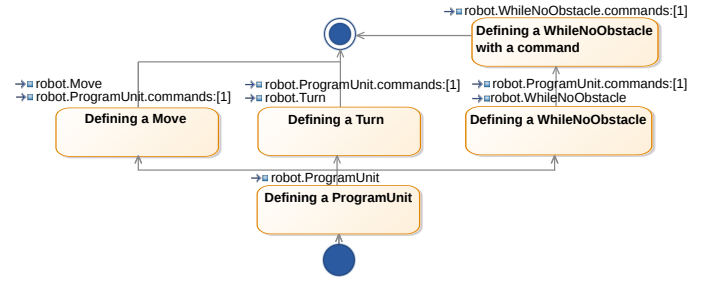 robot.WhileNoObstacle.commands:[1]
Defining a WhileNoObstacle
with a command
robot.Move
robot.ProgramUnit.commands:[1]
robot.ProgramUnit.commands:[1]
robot.Turn
robot.ProgramUnit.commands:[1]
robot.WhileNoObstacle
Defining a Move
Defining a Turn
Defining a WhileNoObstacle
robot.ProgramUnit
Defining a ProgramUnit